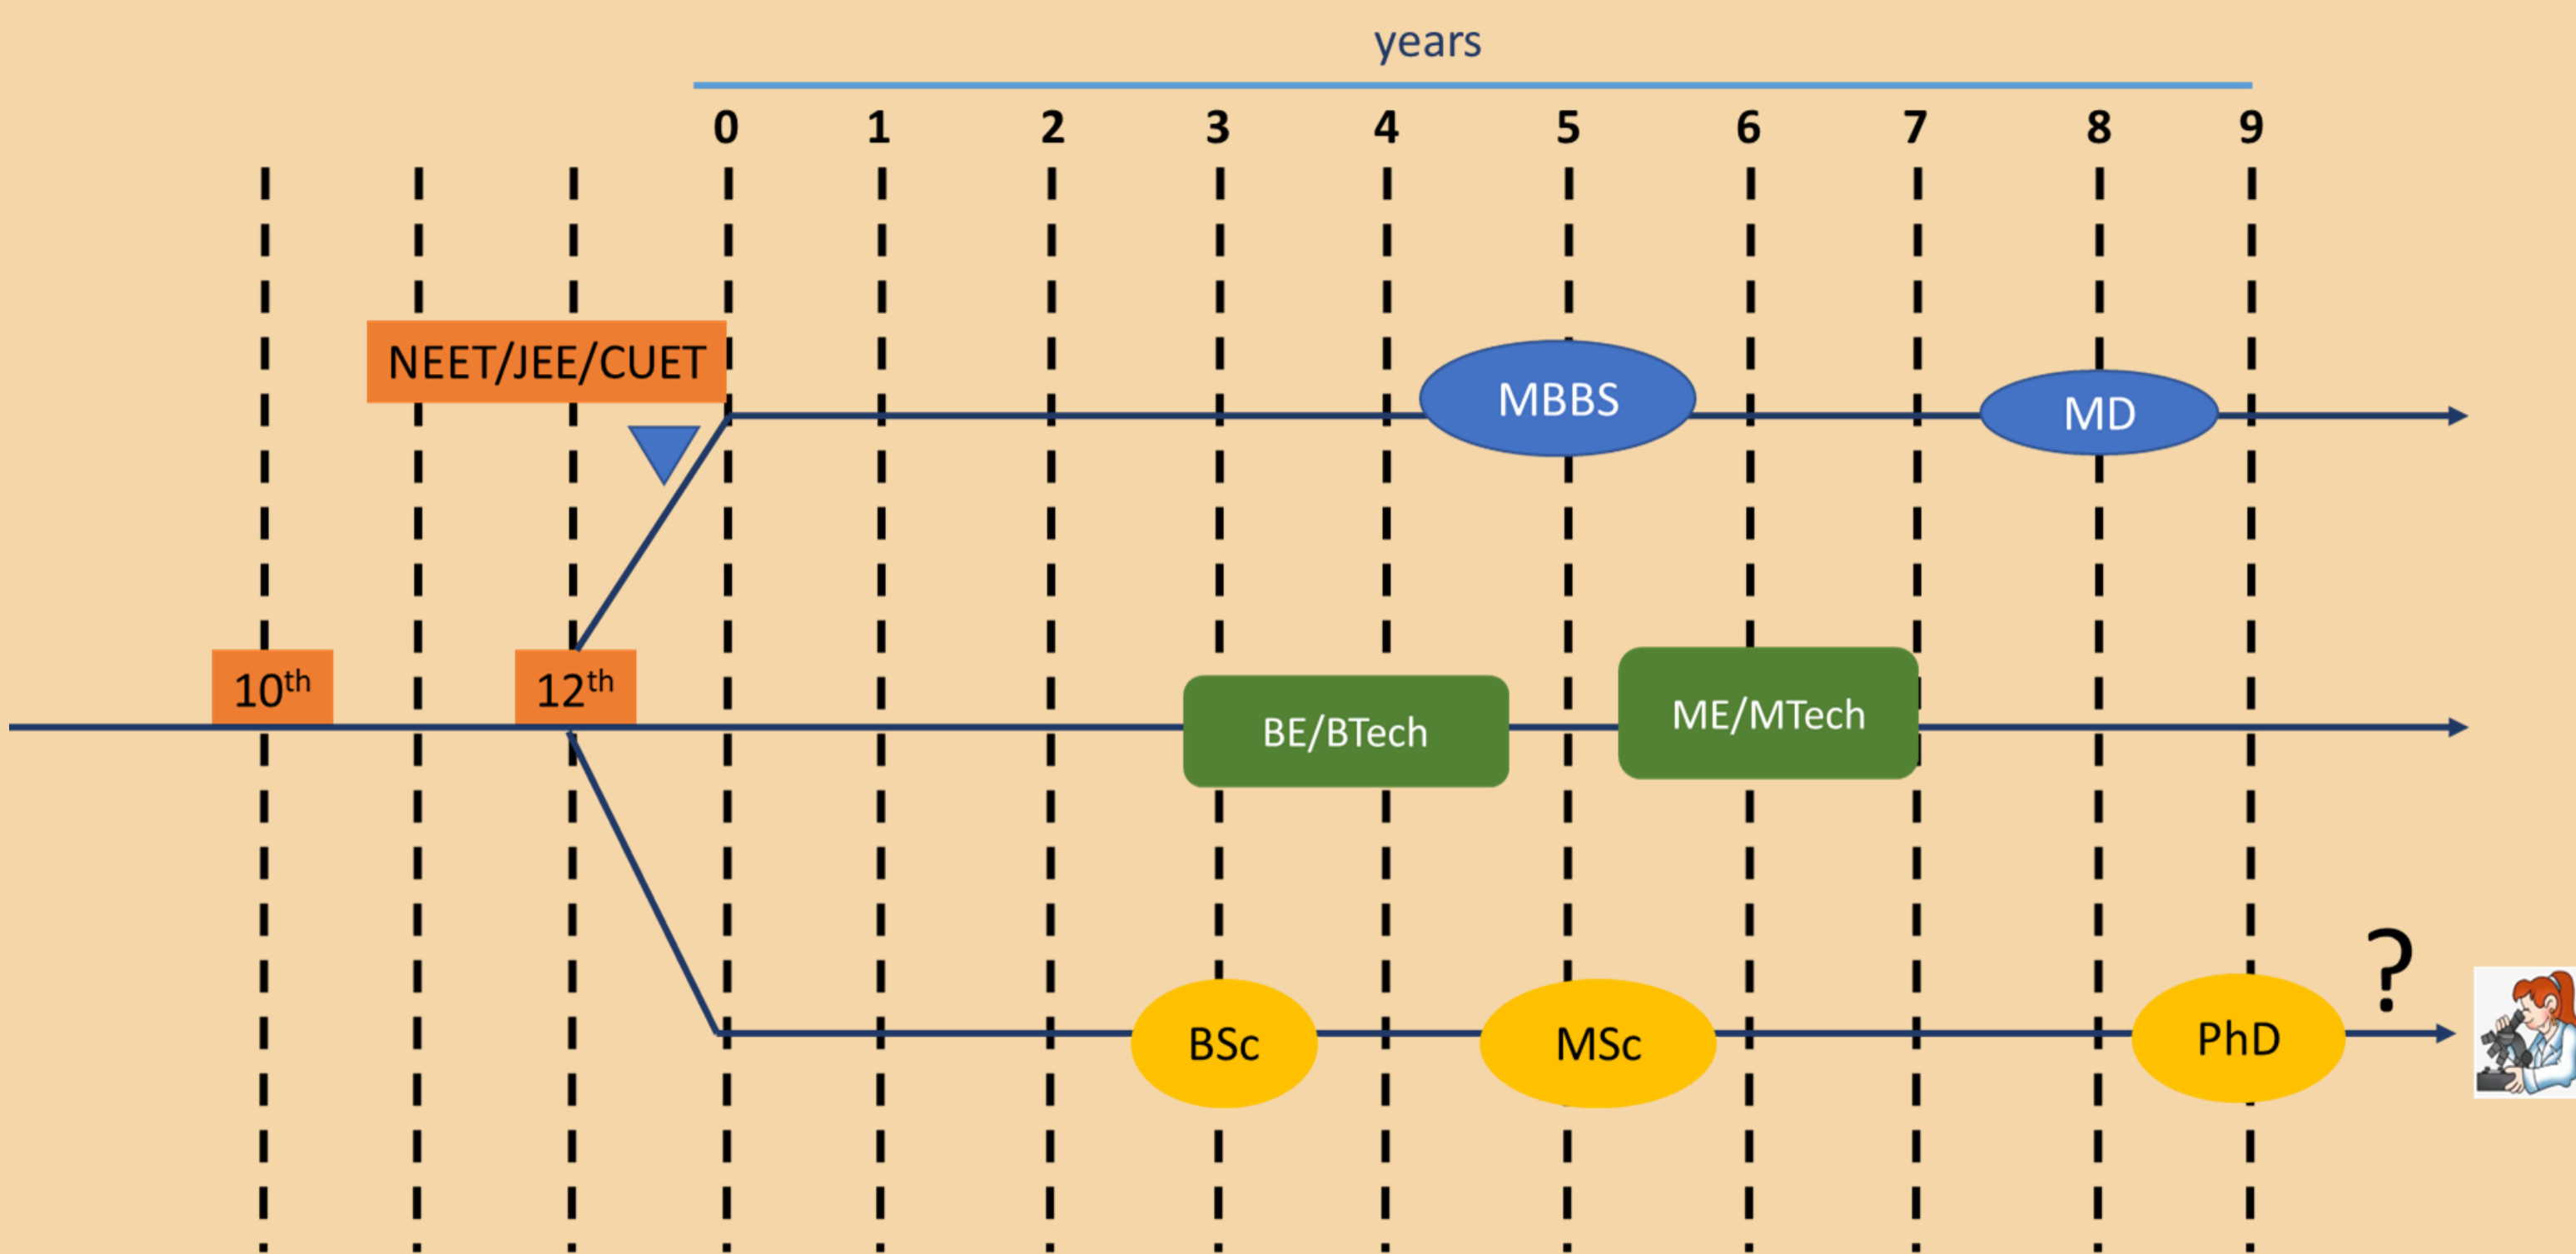 years
0 1 2 3 4 5 6 7 8 9
NEET/JEE/CUET
MBBS
MD
10th
12th
BE/BTech
ME/MTech
?
BSc
MSc
PhD